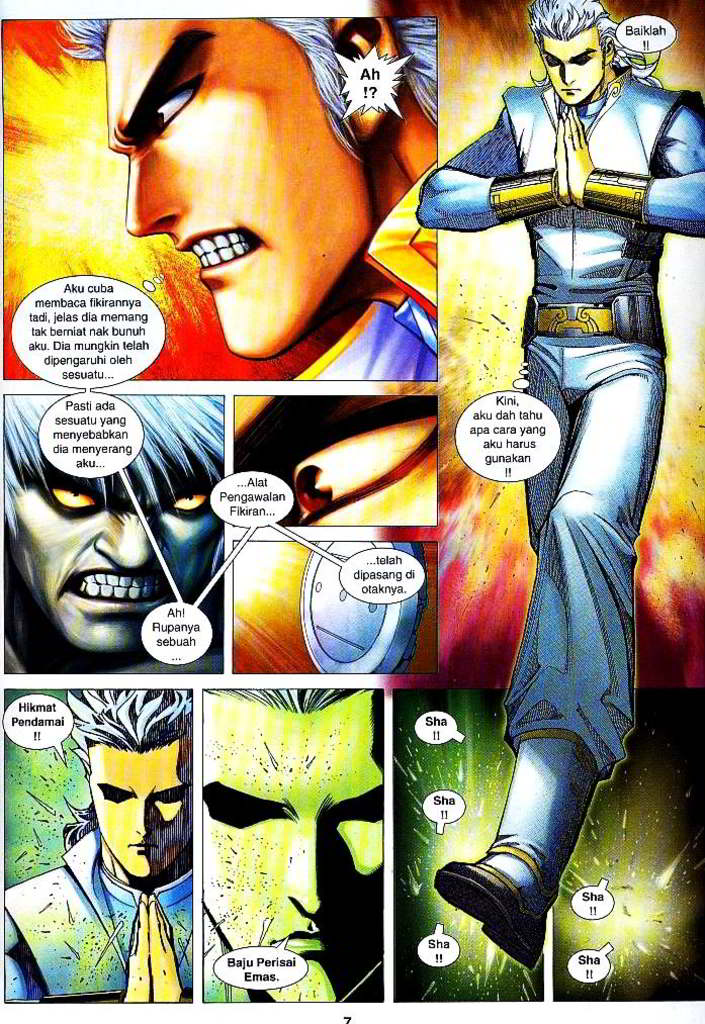 Ah
!?
Aku cuba
membaca fikirannya
tadi, jelas dia memang
tak berniat nak bunuh
aku. Dia mungkin telah
dipengaruhi oleh
sesuatu...
Baiklah
!!
Kini,
aku dah tahu
apa cara yang
aku harus
gunakan
!!
Pasti ada
sesuatu yang
menyebabkan
dia menyerang
aku...
Ah!
Rupanya
sebuah
...
...Alat
Pengawalan
Fikiran...
...telah
dipasang di
otaknya.
Hikmat
Pendamai
!!
Baju Perisai
Emas.
Sha
!!
Sha
!!
Sha
!!
Sha
!!
Sha
!!
7